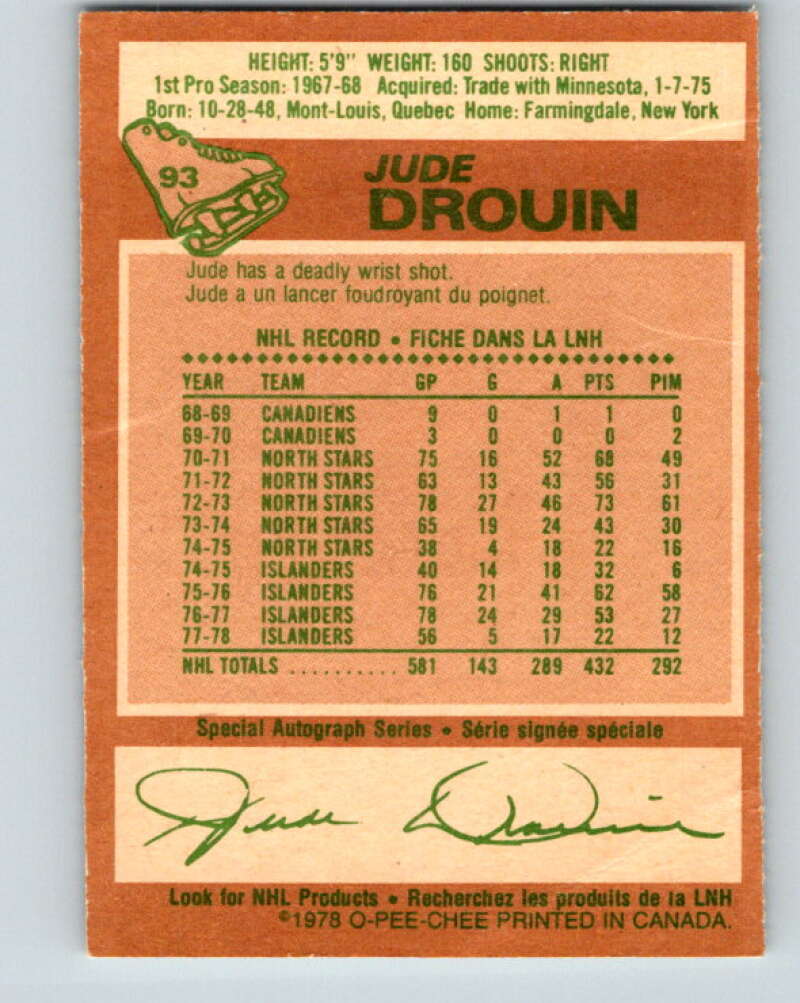 HEIGHT: 5'9" WEIGHT: 160 SHOOTS: RIGHT
1st Pro Season: 1967-68 Acquired: Trade with Minnesota, 1-7-75
Born: 10-28-48, Mont-Louis, Quebec Home: Farmingdale, New York
93
JUDE
DROUIN
Jude has a deadly wrist shot.
Jude a un lancer foudroyant du poignet.
NHL RECORD • FICHE DANS LA LNH
YEAR TEAM GP G A PTS PIM
68-69 CANADIENS 9 0 1 1 0
69-70 CANADIENS 3 0 0 0 2
70-71 NORTH STARS 75 16 52 68 49
71-72 NORTH STARS 63 13 43 56 31
72-73 NORTH STARS 78 27 46 73 61
73-74 NORTH STARS 65 19 24 43 30
74-75 NORTH STARS 38 4 18 22 16
74-75 ISLANDERS 40 14 18 32 6
75-76 ISLANDERS 76 21 41 62 58
76-77 ISLANDERS 78 24 29 53 27
77-78 ISLANDERS 56 5 17 22 12
NHL TOTALS .......... 581 143 289 432 292
Special Autograph Series • Série signée spéciale
Jude Drouin
Look for NHL Products • Recherchez les produits de la LNH
©1978 O-PEE-CHEE PRINTED IN CANADA.